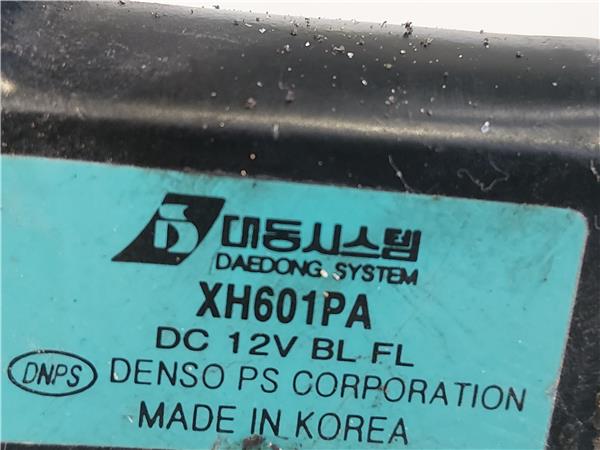 대동시스템
DAEDONG SYSTEM
XH601PA
DC 12V BL FL
DNPS DENSO PS CORPORATION
MADE IN KOREA